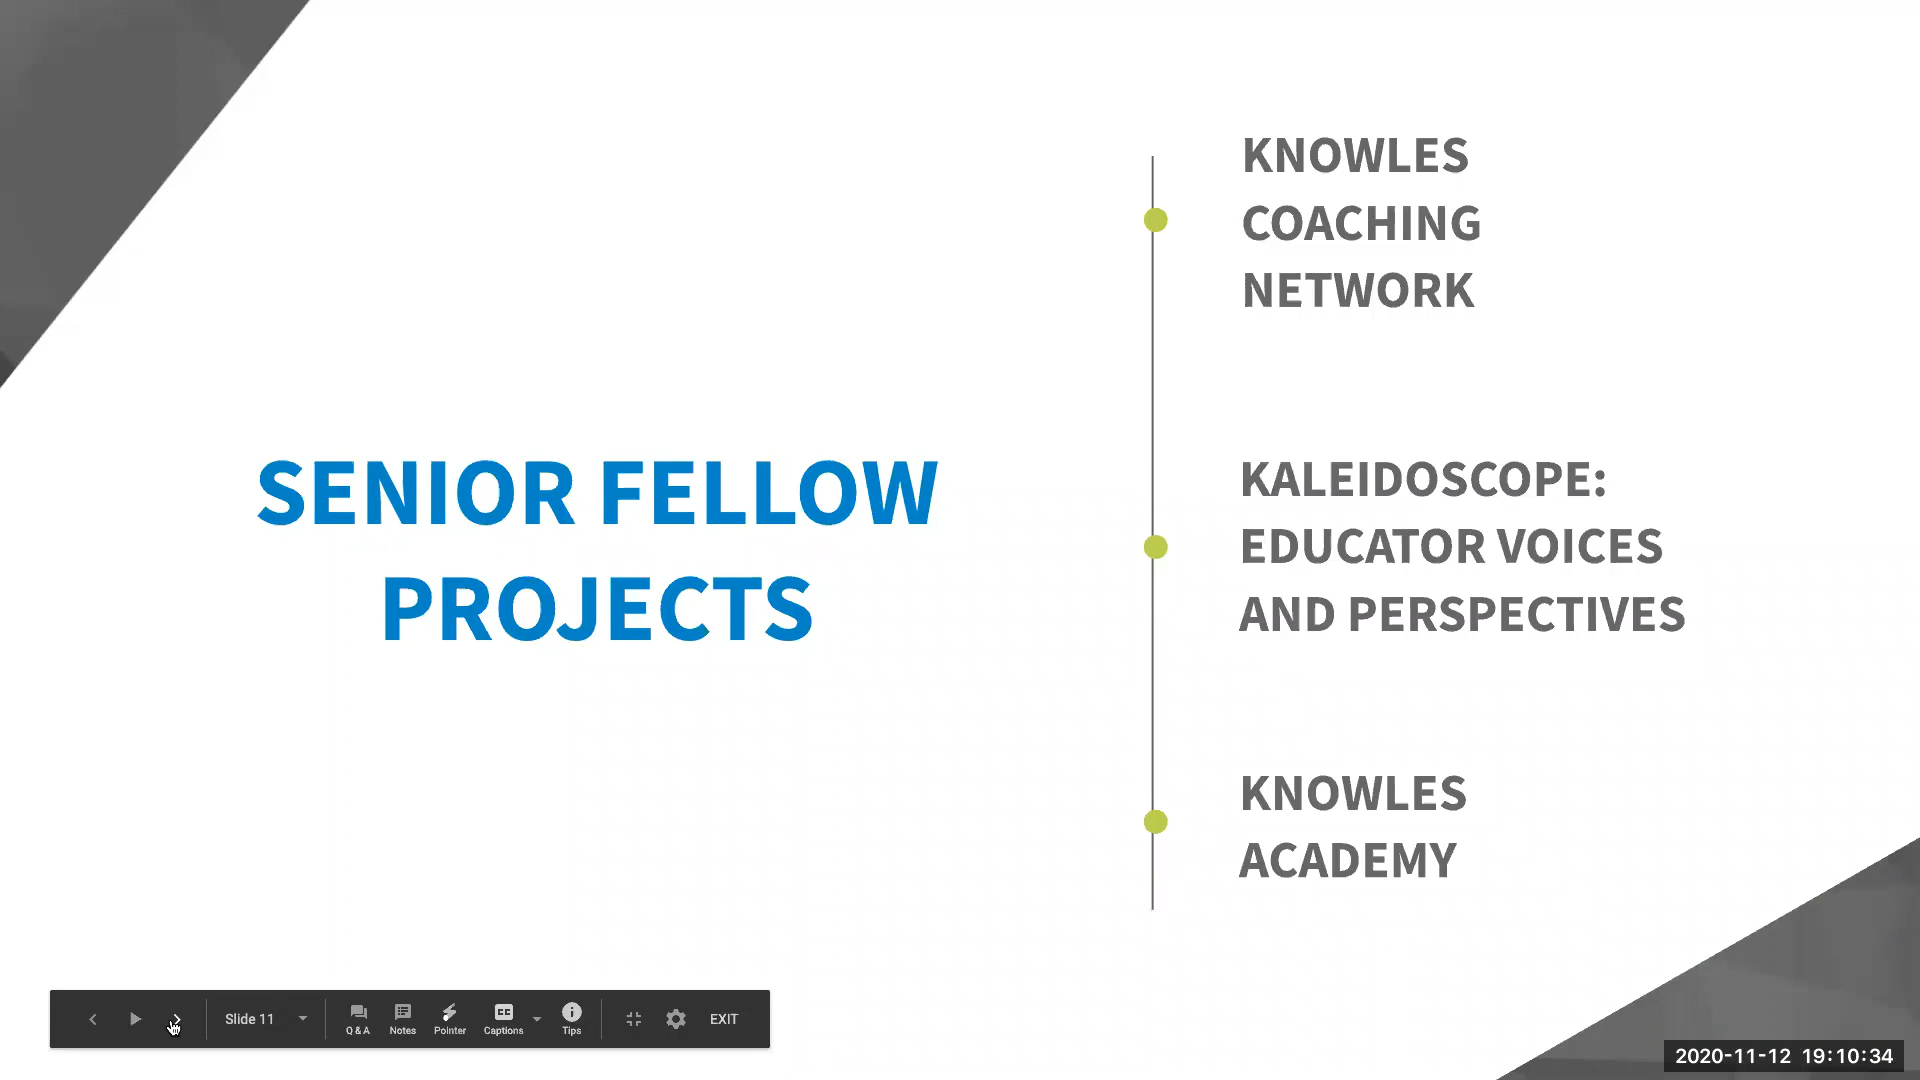 SENIOR FELLOW
PROJECTS
KNOWLES
COACHING
NETWORK
KALEIDOSCOPE:
EDUCATOR VOICES
AND PERSPECTIVES
KNOWLES
ACADEMY
Slide 11
Q & A
Notes
Pointer
CC
Captions
Tips
EXIT
2020-11-12 19:10:34